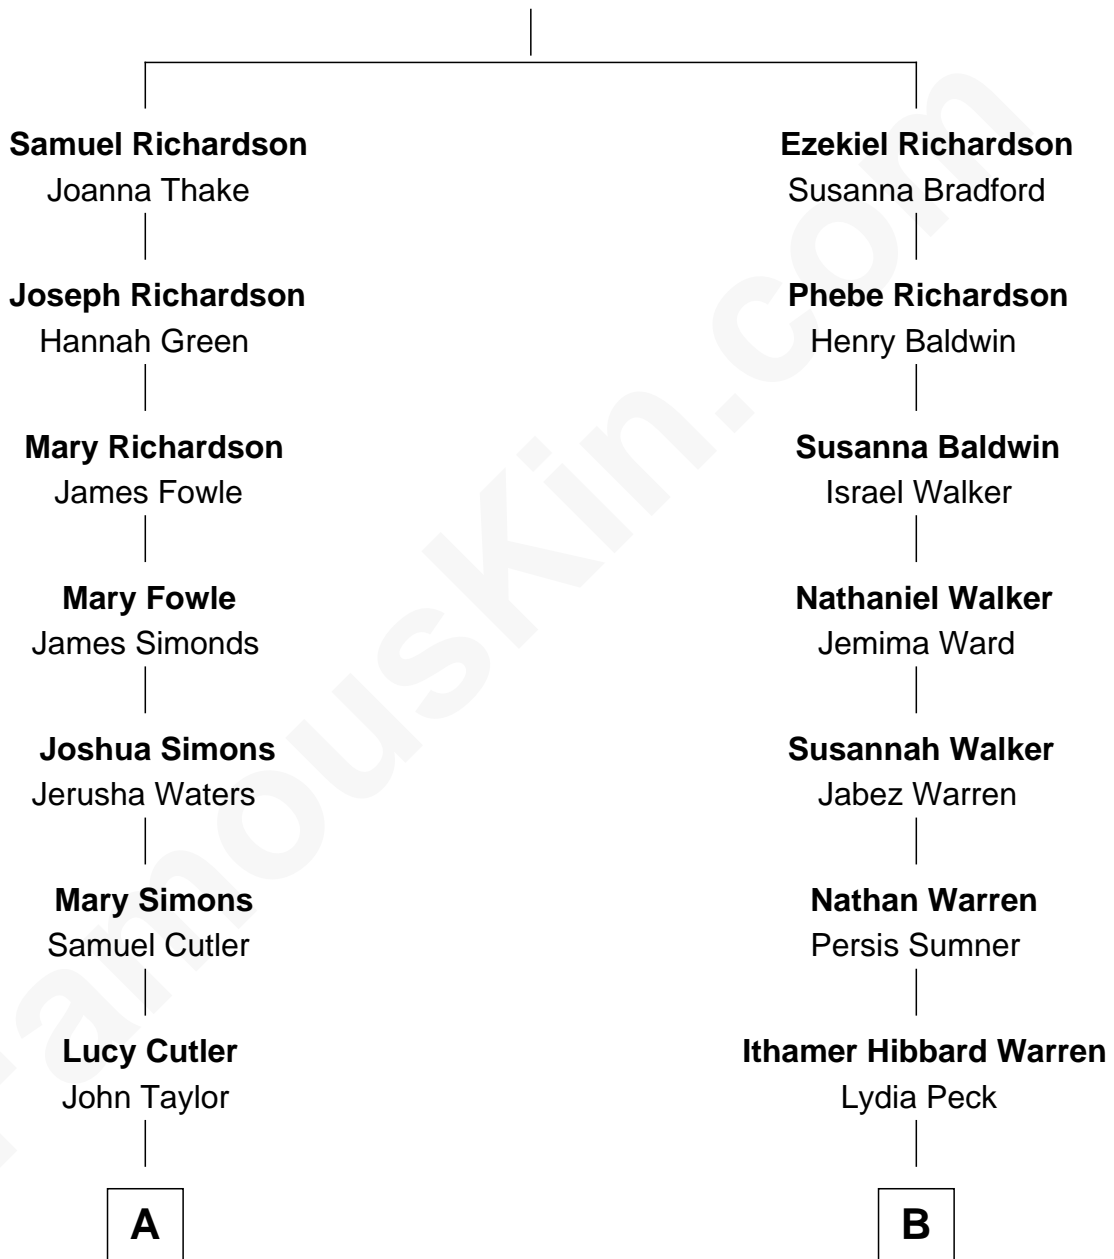 Samuel Richardson
Joanna Thake
Joseph Richardson
Hannah Green
Mary Richardson
James Fowle
Mary Fowle
James Simonds
Joshua Simons
Jerusha Waters
Mary Simons
Samuel Cutler
Lucy Cutler
John Taylor
A
Ezekiel Richardson
Susanna Bradford
Phebe Richardson
Henry Baldwin
Susanna Baldwin
Israel Walker
Nathaniel Walker
Jemima Ward
Susannah Walker
Jabez Warren
Nathan Warren
Persis Sumner
Ithamer Hibbard Warren
Lydia Peck
B
FamousKin.com